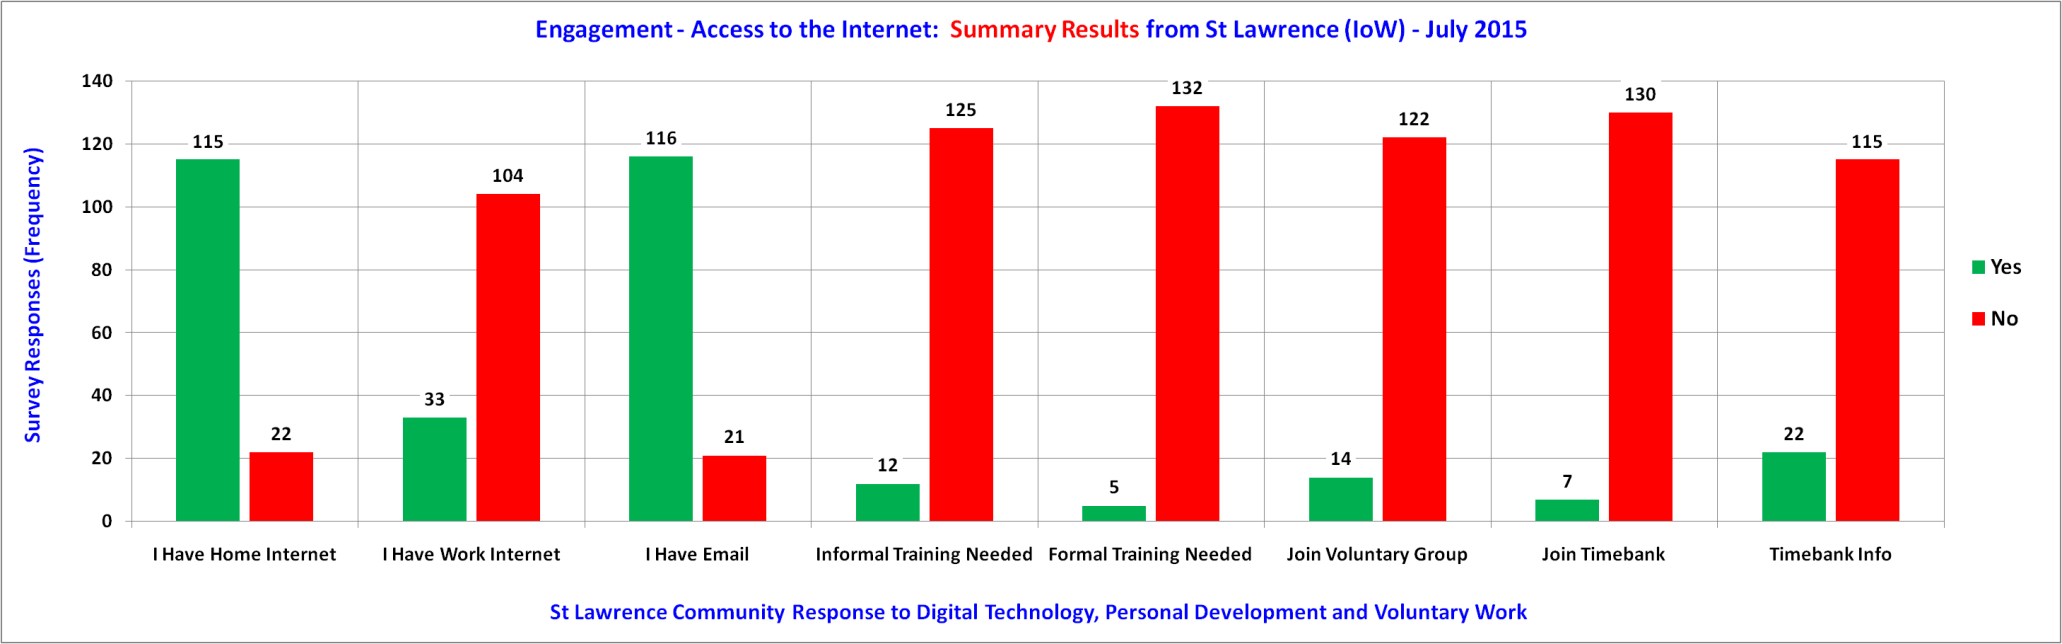 Engagement - Access to the Internet: Summary Results from St Lawrence (IoW) - July 2015
Survey Responses (Frequency)
140
120
100
80
60
40
20
0
115
22
33
104
116
21
12
125
5
132
14
122
7
130
22
115
I Have Home Internet
I Have Work Internet
I Have Email
Informal Training Needed
Formal Training Needed
Join Voluntary Group
Join Timebank
Timebank Info
Yes
No
St Lawrence Community Response to Digital Technology, Personal Development and Voluntary Work